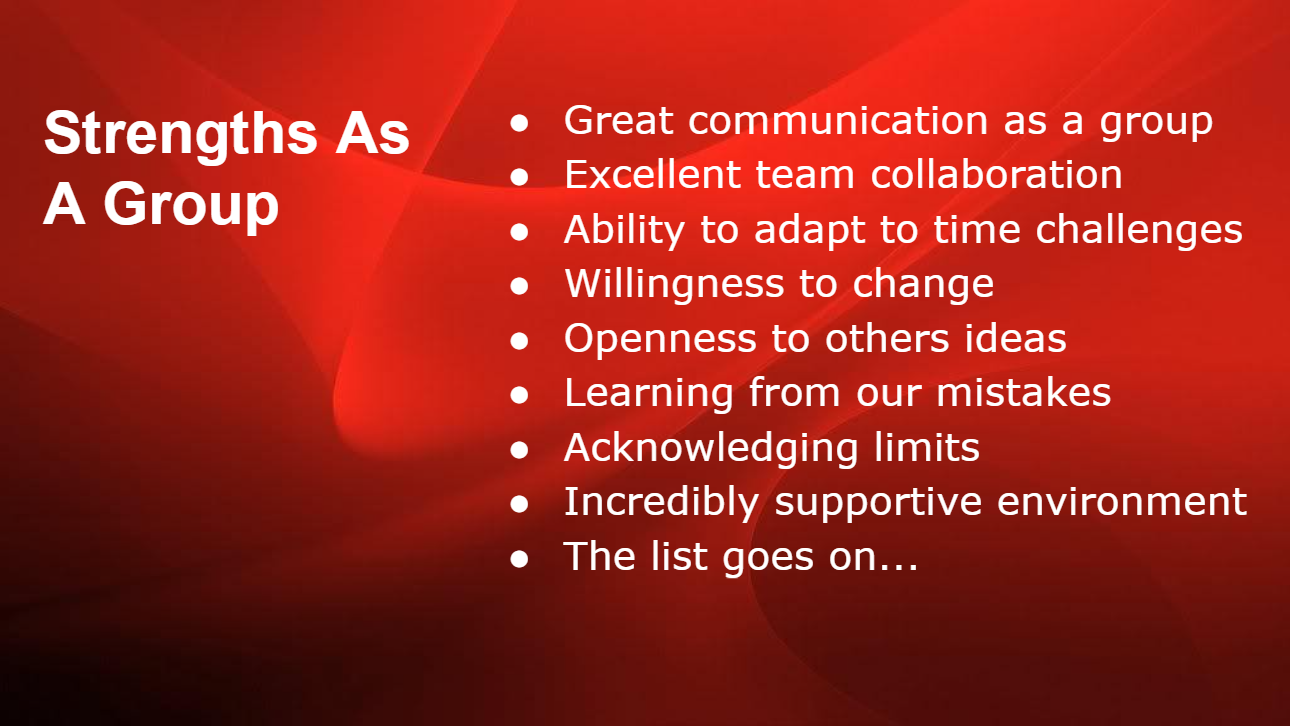 Strengths As
A Group
● Great communication as a group
● Excellent team collaboration
● Ability to adapt to time challenges
● Willingness to change
● Openness to others ideas
● Learning from our mistakes
● Acknowledging limits
● Incredibly supportive environment
● The list goes on...